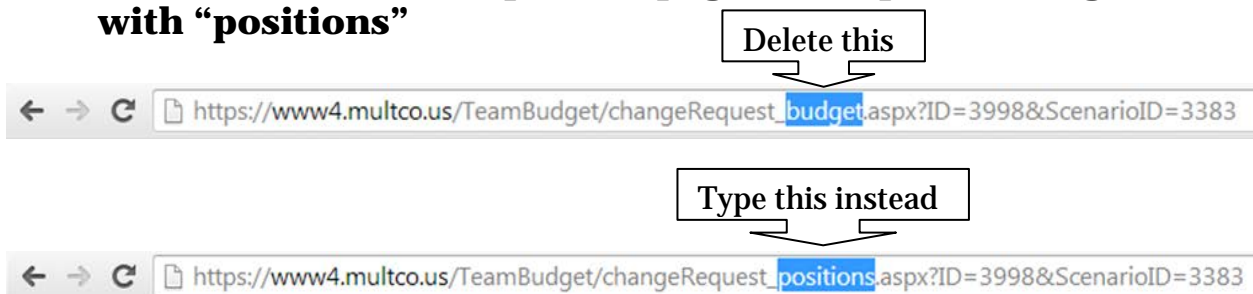 with “positions”
Delete this
https://www4.multco.us/TeamBudget/changeRequest_budget.aspx?ID=3998&ScenarioID=3383
Type this instead
https://www4.multco.us/TeamBudget/changeRequest_positions.aspx?ID=3998&ScenarioID=3383